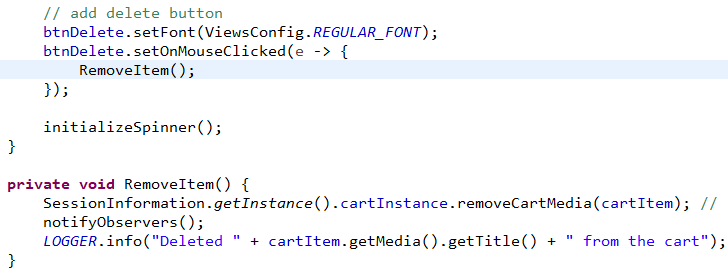 // add delete button
btnDelete.setFont(ViewsConfig.REGULAR_FONT);
btnDelete.setOnMouseClicked(e -> {
    RemoveItem();
});

initializeSpinner();
}

private void RemoveItem() {
    SessionInformation.getInstance().cartInstance.removeCartMedia(cartItem); //
    notifyObservers();
    LOGGER.info("Deleted " + cartItem.getMedia().getTitle() + " from the cart");
}